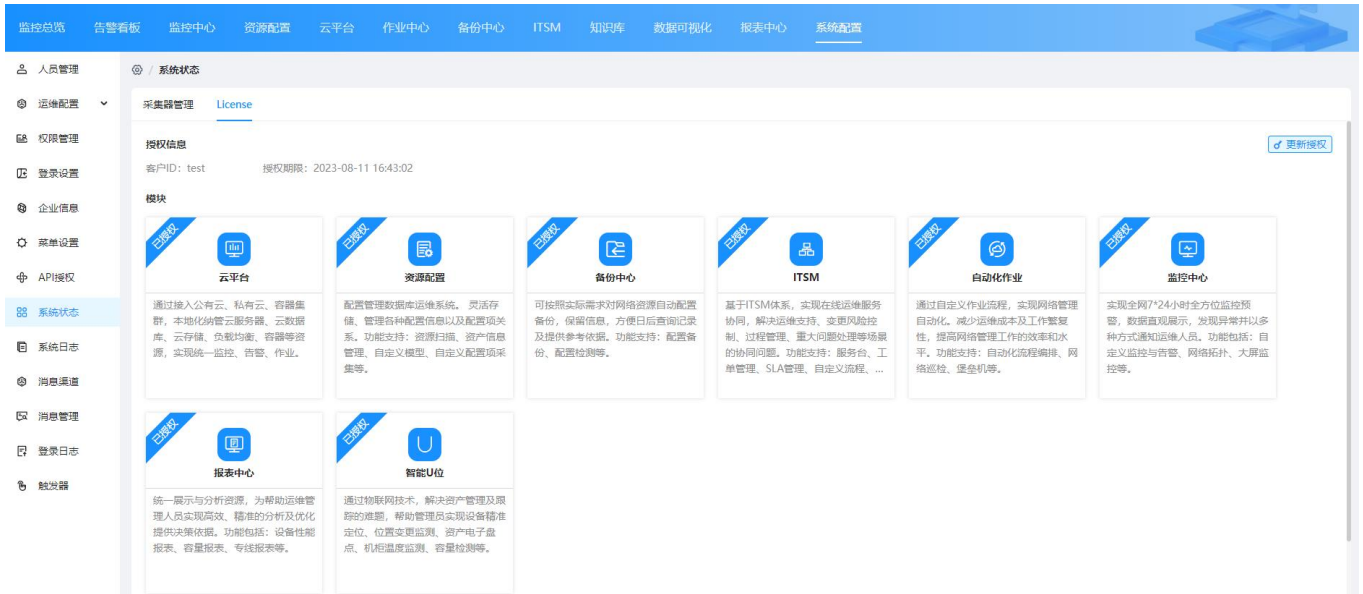 监控总览 告警看板 监控中心 资源配置 云平台 作业中心 备份中心 ITSM 知识库 数据可视化 报表中心 系统配置
人员管理
运维配置
权限管理
登录设置
企业信息
菜单设置
API授权
系统状态
系统日志
消息渠道
消息管理
登录日志
触发器
/ 系统状态
采集器管理 License
授权信息
更新授权
客户ID: test 授权期限: 2023-08-11 16:43:02
模块
已授权
云平台
通过接入公有云、私有云、容器集
群，本地化纳管云服务器、云数据
库、云存储、负载均衡、容器等资
源，实现统一监控、告警、作业。
已授权
资源配置
配置管理数据库运维系统。 灵活存
储、管理各种配置信息以及配置项关
系。功能支持：资源扫描、资产信息
管理、自定义模型、自定义配置项采
集等。
已授权
备份中心
可按照实际需求对网络资源自动配置
备份，保留信息，方便日后查询记录
及提供参考依据。功能支持：配置备
份、配置检测等。
已授权
ITSM
基于ITSM体系，实现在线运维服务
协同，解决运维支持、变更风险控
制、过程管理、重大问题处理等场景
的协同问题。功能支持：服务台、工
单管理、SLA管理、自定义流程、...
已授权
自动化作业
通过自定义作业流程，实现网络管理
自动化。减少运维成本及工作繁复
性，提高网络管理工作的效率和水
平。功能支持：自动化流程编排、网
络巡检、堡垒机等。
已授权
监控中心
实现全网7*24小时全方位监控预
警，数据直观展示，发现异常并以多
种方式通知运维人员。功能包括：自
定义监控与告警、网络拓扑、大屏监
控等。
已授权
报表中心
统一展示与分析资源，为帮助运维管
理人员实现高效、精准的分析及优化
提供决策依据。功能包括：设备性能
报表、容量报表、专线报表等。
已授权
智能U位
通过物联网技术，解决资产管理及跟
踪的难题，帮助管理员实现设备精准
定位、位置变更监测、资产电子盘
点、机柜温度监测、容量检测等。